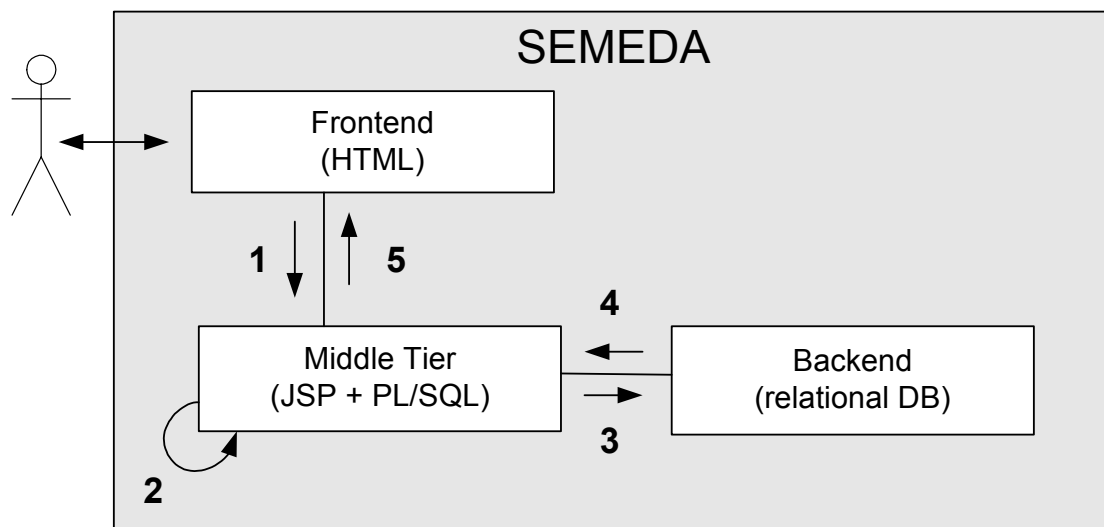 SEMEDA
Frontend
(HTML)
1
5
4
Middle Tier
(JSP + PL/SQL)
Backend
(relational DB)
3
2